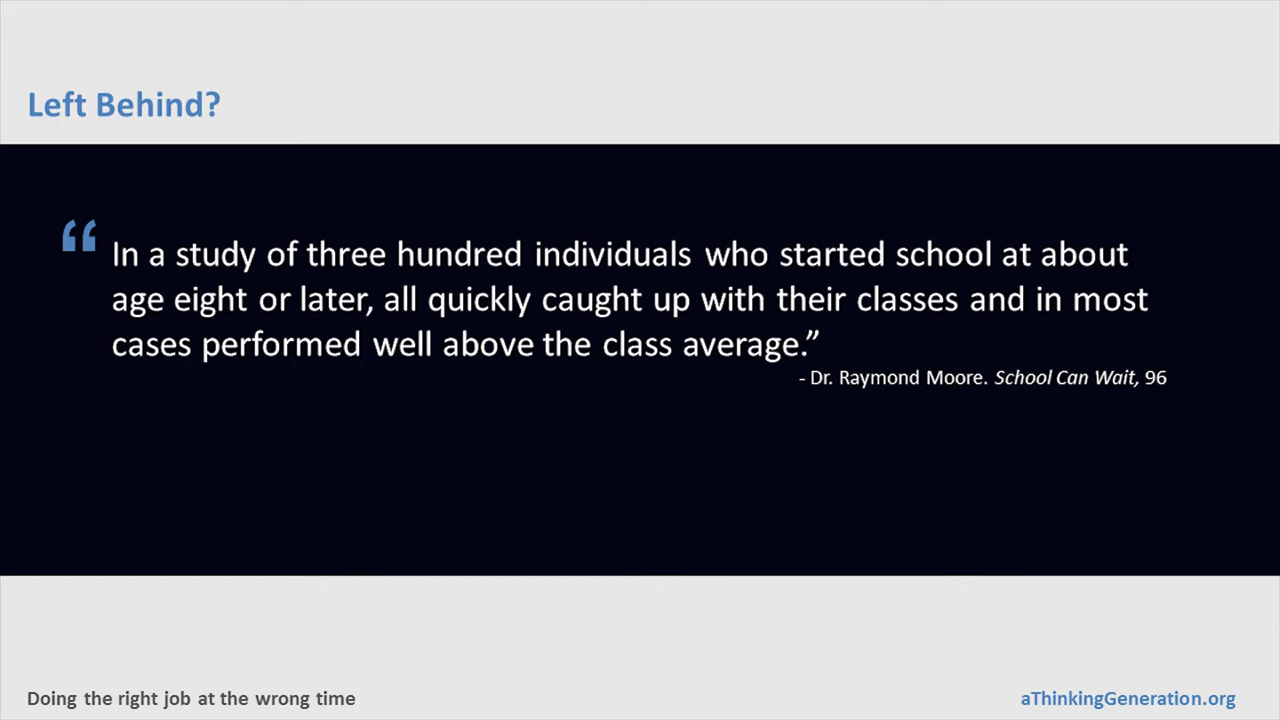 Left Behind?
“ In a study of three hundred individuals who started school at about
age eight or later, all quickly caught up with their classes and in most
cases performed well above the class average.”
- Dr. Raymond Moore. School Can Wait, 96
Doing the right job at the wrong time
aThinkingGeneration.org